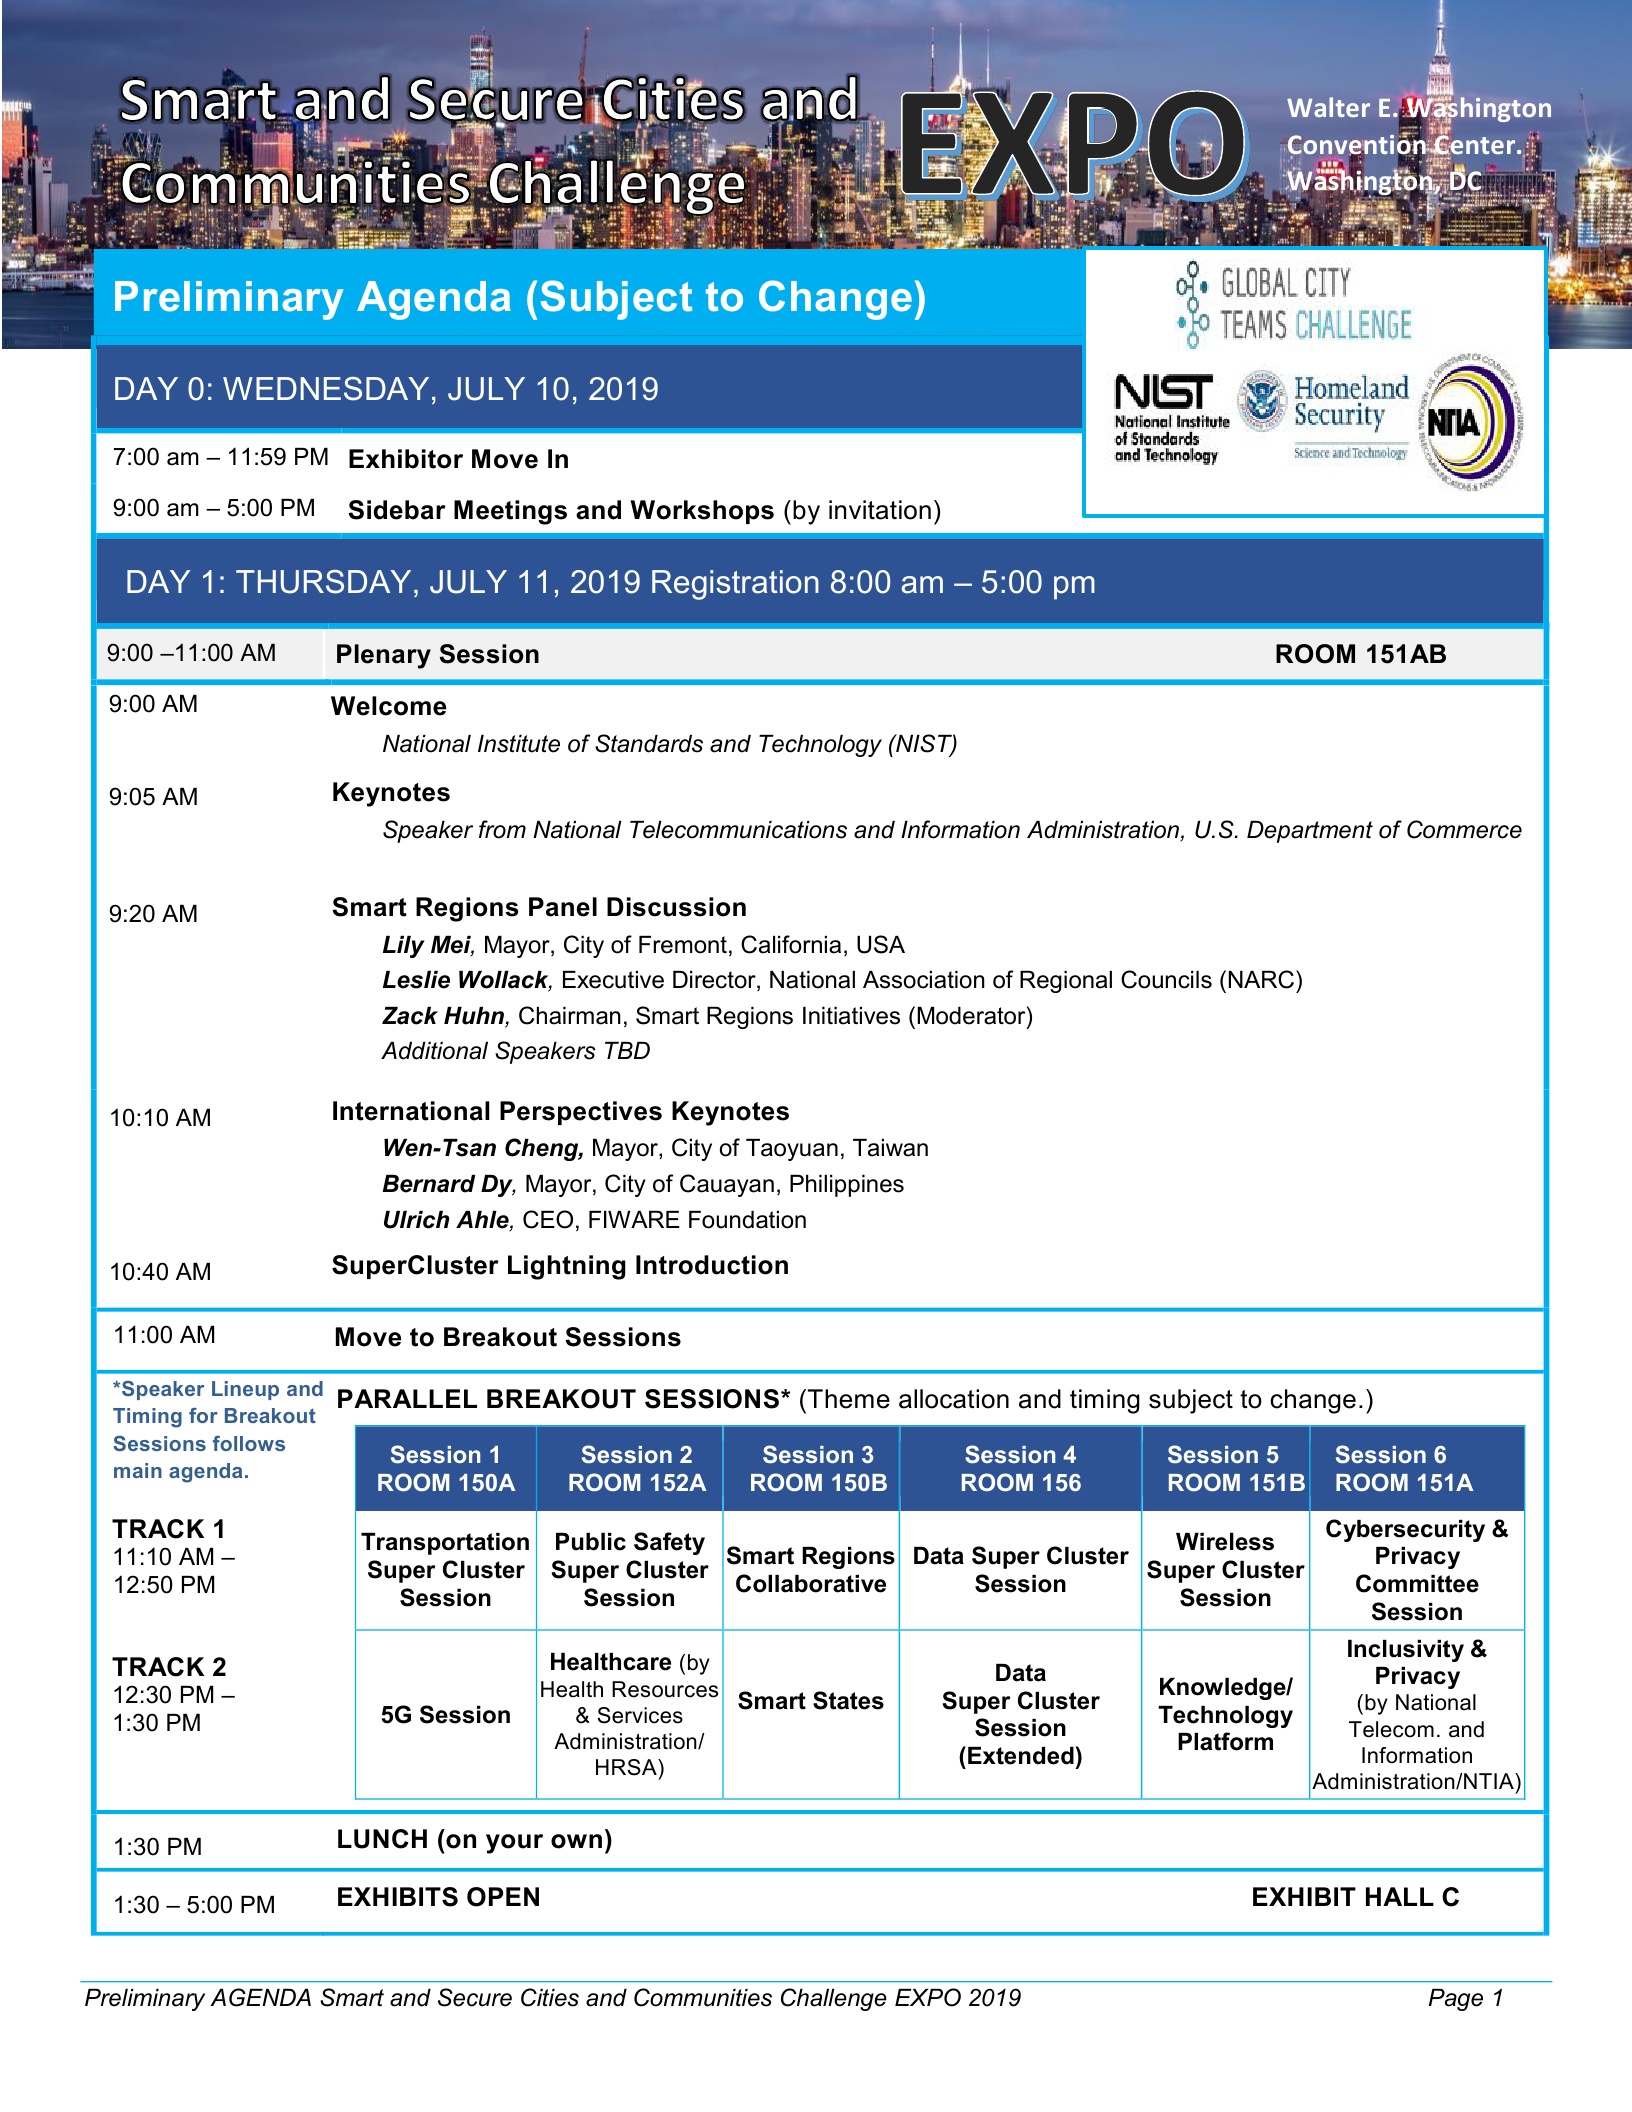 Smart and Secure Cities and
Communities Challenge
EXPO
Walter E. Washington
Convention Center.
Washington, DC
Preliminary Agenda (Subject to Change)
GLOBAL CITY
TEAMS CHALLENGE
NIST
National Institute
of Standards
and Technology
Homeland
Security
Science and Technology
NTIA
DAY 0: WEDNESDAY, JULY 10, 2019
7:00 am – 11:59 PM Exhibitor Move In
9:00 am – 5:00 PM Sidebar Meetings and Workshops (by invitation)
DAY 1: THURSDAY, JULY 11, 2019 Registration 8:00 am – 5:00 pm
9:00 –11:00 AM Plenary Session ROOM 151AB
9:00 AM Welcome
National Institute of Standards and Technology (NIST)
9:05 AM Keynotes
Speaker from National Telecommunications and Information Administration, U.S. Department of Commerce
9:20 AM Smart Regions Panel Discussion
Lily Mei, Mayor, City of Fremont, California, USA
Leslie Wollack, Executive Director, National Association of Regional Councils (NARC)
Zack Huhn, Chairman, Smart Regions Initiatives (Moderator)
Additional Speakers TBD
10:10 AM International Perspectives Keynotes
Wen-Tsan Cheng, Mayor, City of Taoyuan, Taiwan
Bernard Dy, Mayor, City of Cauayan, Philippines
Ulrich Ahle, CEO, FIWARE Foundation
10:40 AM SuperCluster Lightning Introduction
11:00 AM Move to Breakout Sessions
*Speaker Lineup and
Timing for Breakout
Sessions follows
main agenda.
PARALLEL BREAKOUT SESSIONS* (Theme allocation and timing subject to change.)
Session 1
ROOM 150A
Session 2
ROOM 152A
Session 3
ROOM 150B
Session 4
ROOM 156
Session 5
ROOM 151B
Session 6
ROOM 151A
TRACK 1
11:10 AM –
12:50 PM
Transportation
Super Cluster
Session
Public Safety
Super Cluster
Session
Smart Regions
Collaborative
Data Super Cluster
Session
Wireless
Super Cluster
Session
Cybersecurity &
Privacy
Committee
Session
TRACK 2
12:30 PM –
1:30 PM
5G Session
Healthcare (by
Health Resources
& Services
Administration/
HRSA)
Smart States
Data
Super Cluster
Session
(Extended)
Knowledge/
Technology
Platform
Inclusivity &
Privacy
(by National
Telecom. and
Information
Administration/NTIA)
1:30 PM LUNCH (on your own)
1:30 – 5:00 PM EXHIBITS OPEN EXHIBIT HALL C
Preliminary AGENDA Smart and Secure Cities and Communities Challenge EXPO 2019 Page 1